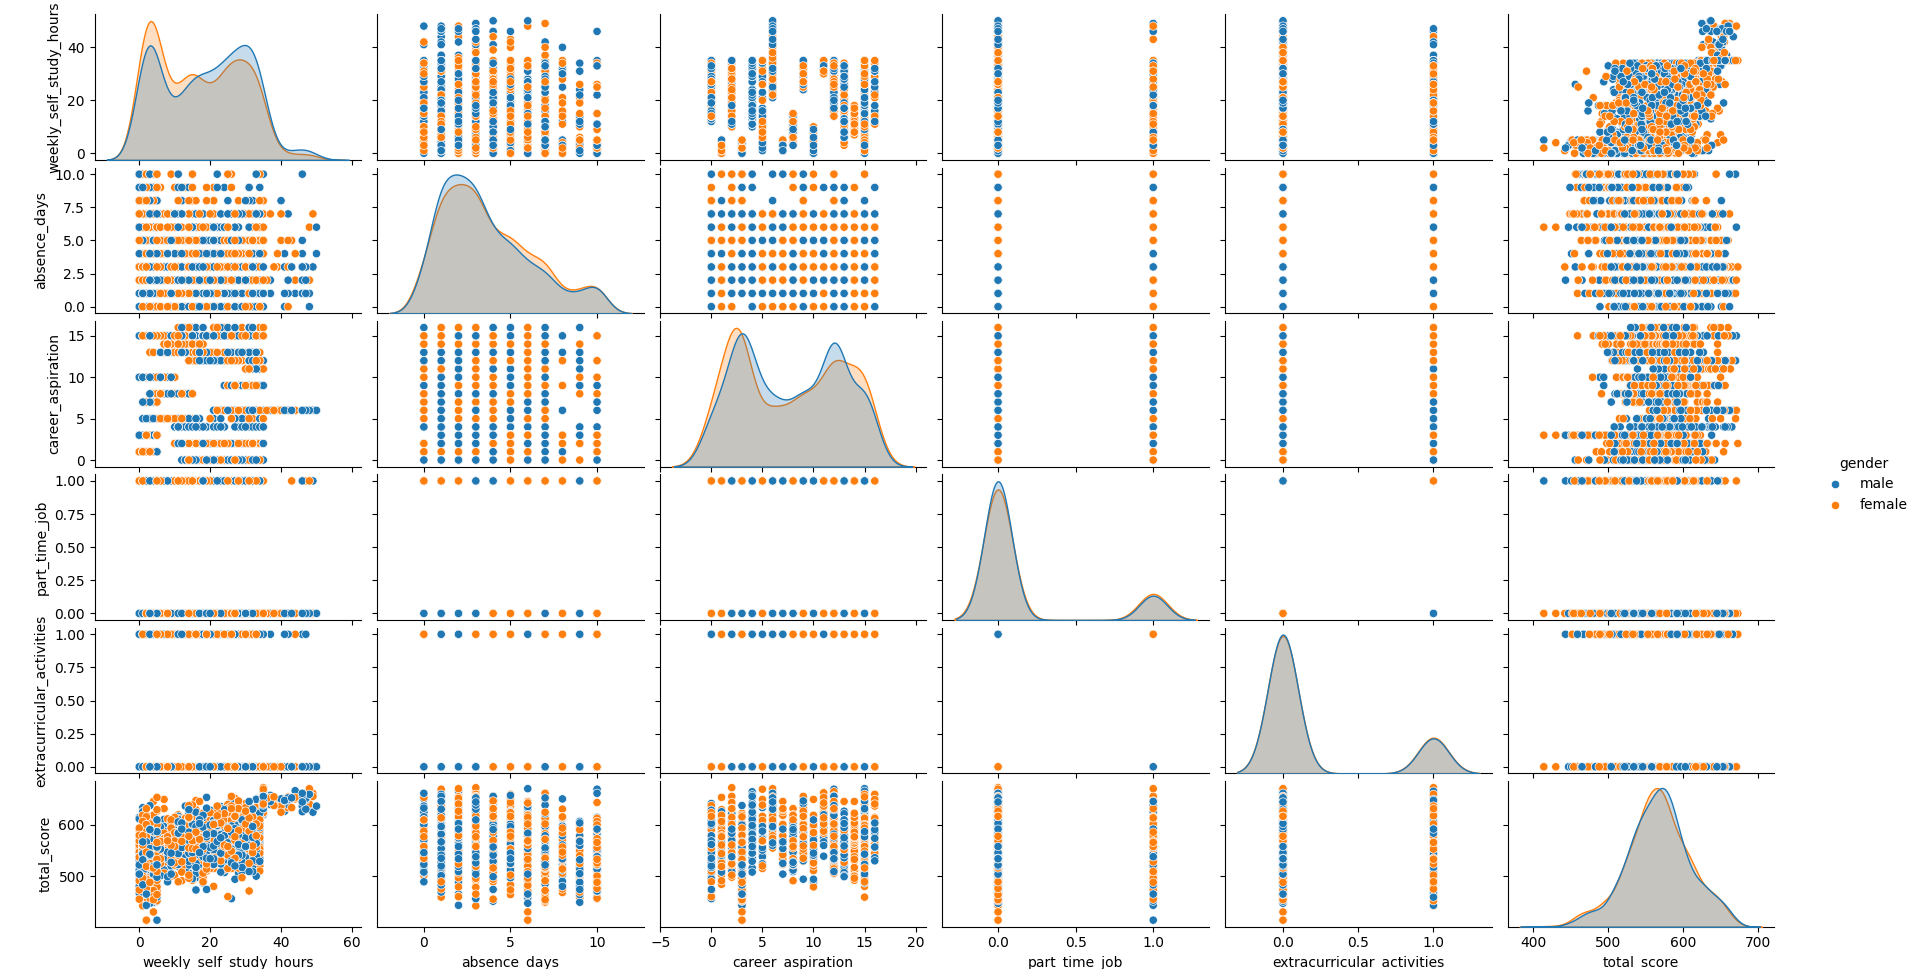 weekly_self_study_hours
40
20
0
absence_days
10.0
7.5
5.0
2.5
0.0
career_aspiration
15
10
5
0
part_time_job
1.00
0.75
0.50
0.25
0.00
extracurricular_activities
1.00
0.75
0.50
0.25
0.00
total_score
600
500
0 20 40 60
weekly_self_study_hours
0 5 10
absence_days
−5 0 5 10 15 20
career_aspiration
0.0 0.5 1.0
part_time_job
0.0 0.5 1.0
extracurricular_activities
400 500 600 700
total_score
gender
male
female